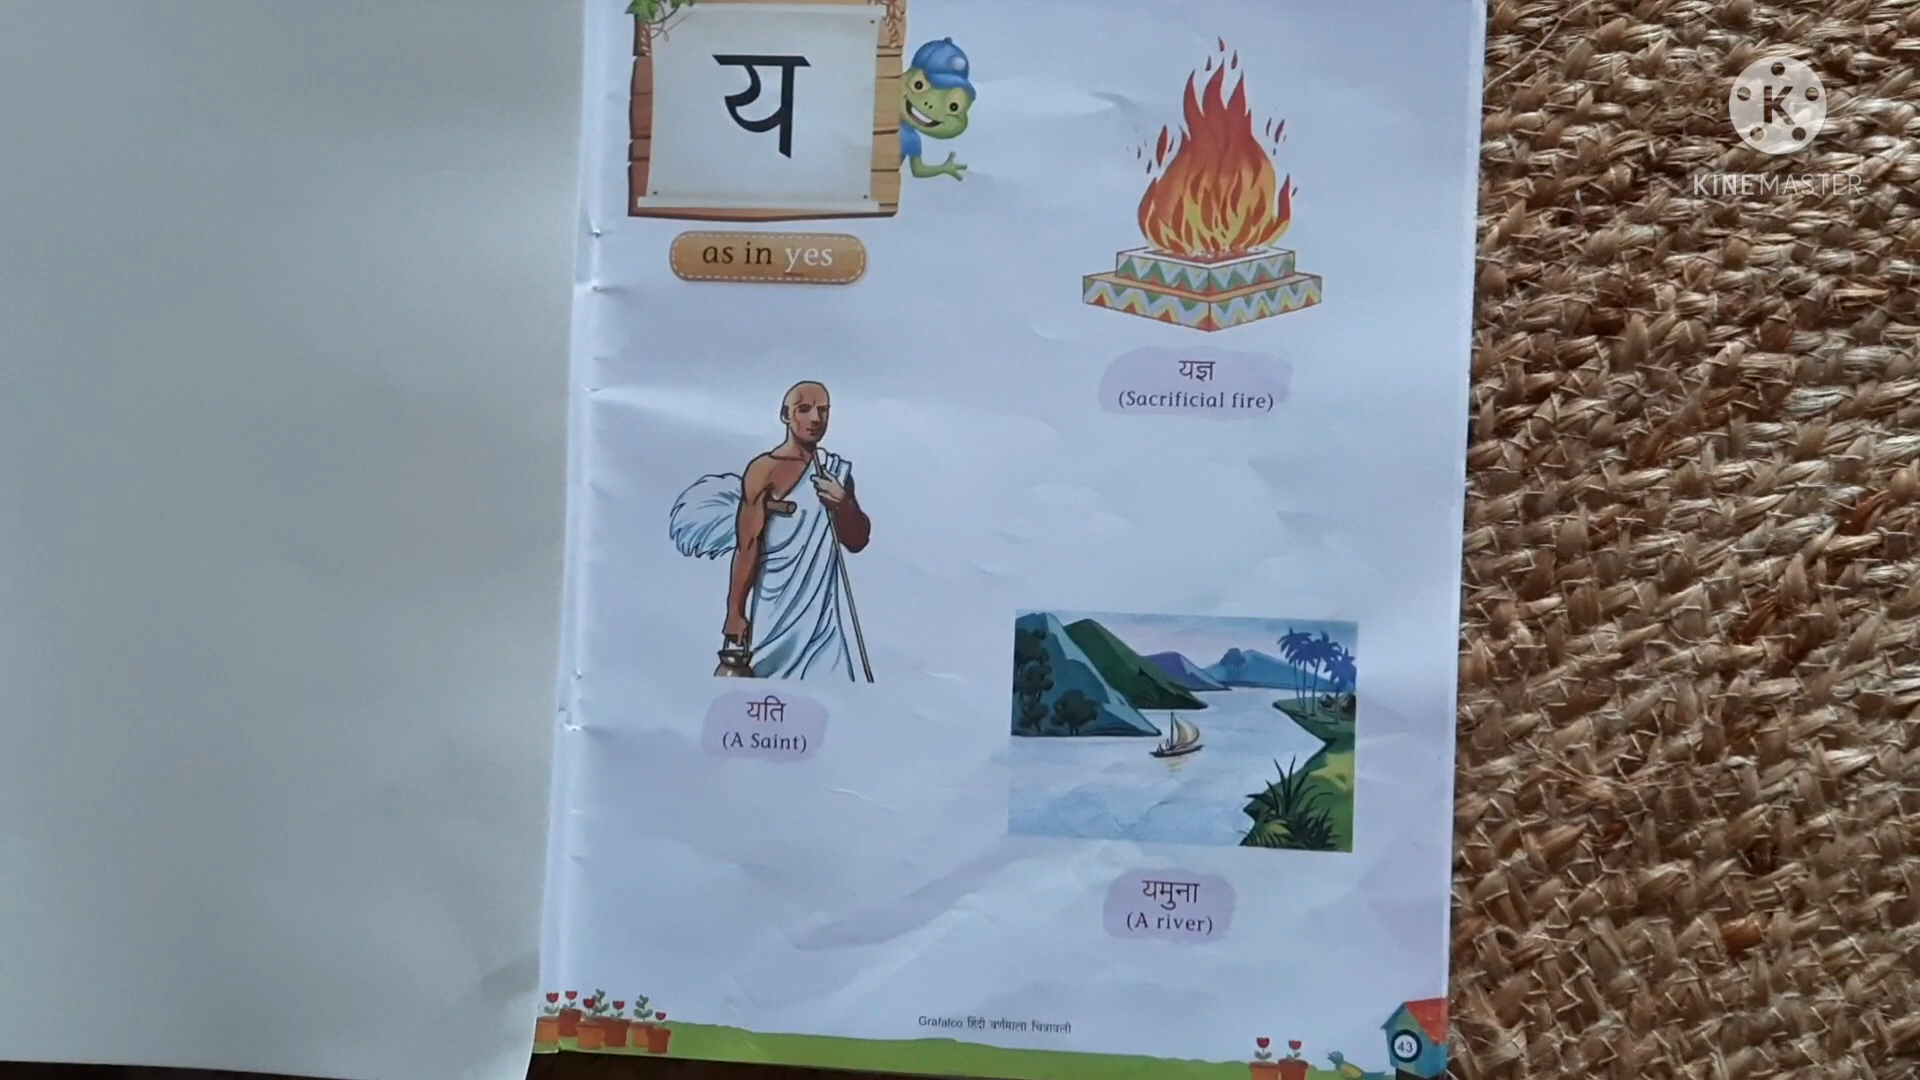 य
as in yes
यज्ञ
(Sacrificial fire)
यति
(A Saint)
यमुना
(A river)
Grafalco हिंदी वर्णमाला चित्रावली
43
K
KINEMASTER